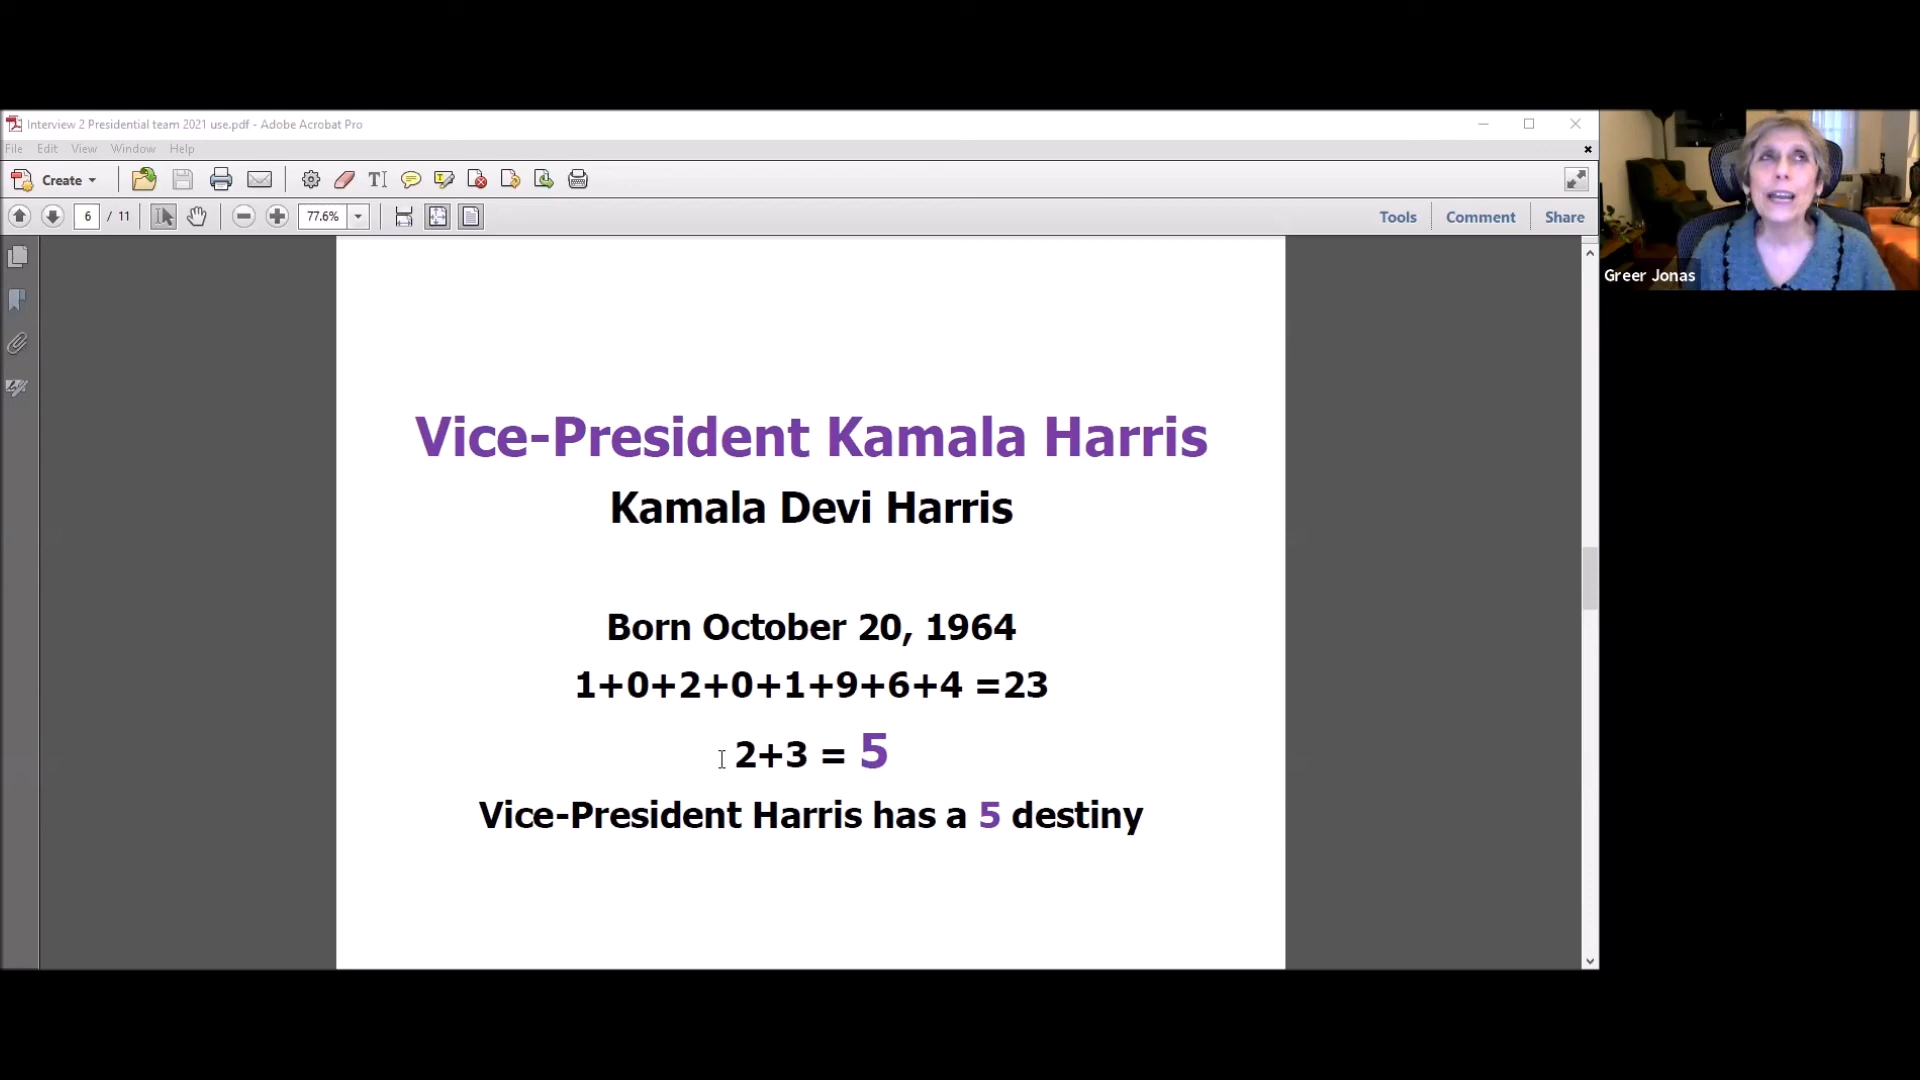 Interview 2 Presidential team 2021 use.pdf - Adobe Acrobat Pro
File Edit View Window Help
Create
6 / 11 77.6% Tools Comment Share
Greer Jonas
Vice-President Kamala Harris
Kamala Devi Harris
Born October 20, 1964
1+0+2+0+1+9+6+4 =23
2+3 = 5
Vice-President Harris has a 5 destiny